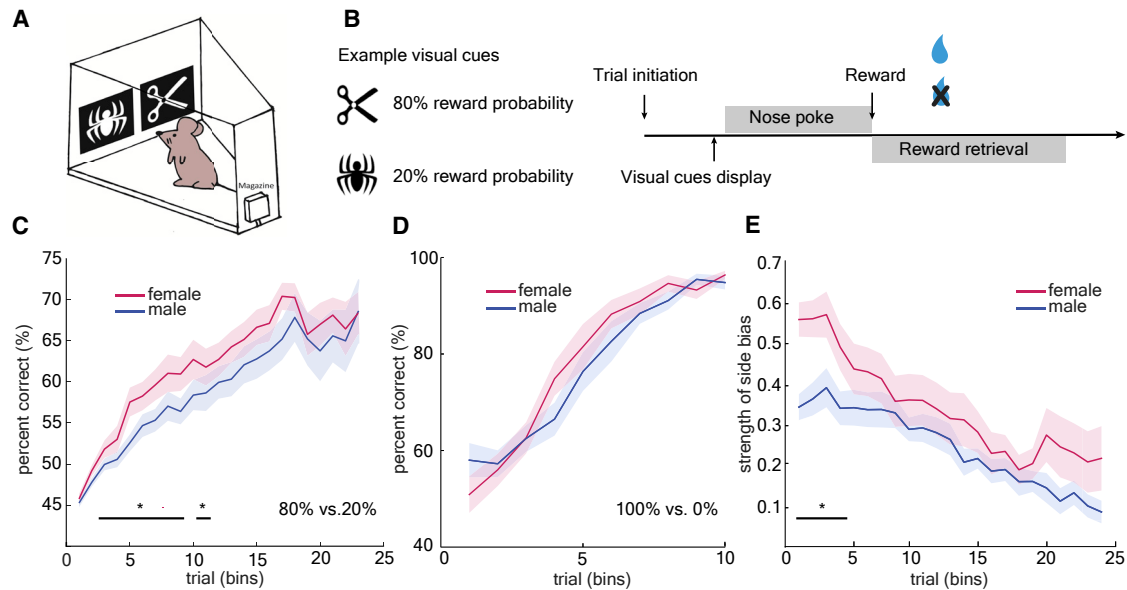 A
Magazine
B
Example visual cues
80% reward probability
20% reward probability
Trial initiation
Reward
Nose poke
Reward retrieval
Visual cues display
C
percent correct (%)
75
70
65
60
55
50
45
female
male
*
*
80% vs.20%
0 5 10 15 20 25
trial (bins)
D
percent correct (%)
100
80
60
40
female
male
100% vs. 0%
0 5 10
trial (bins)
E
strength of side bias
0.7
0.6
0.5
0.4
0.3
0.2
0.1
female
male
*
0 5 10 15 20 25
trial (bins)